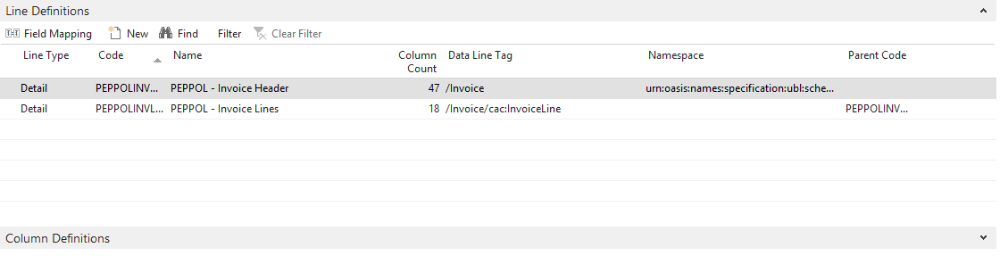 Line Definitions
Field Mapping New Find Filter Clear Filter
Line Type Code Name Column Count Data Line Tag Namespace Parent Code
Detail PEPPOLINV... PEPPOL - Invoice Header 47 /Invoice urn:oasis:names:specification:ubl:sche...
Detail PEPPOLINVL... PEPPOL - Invoice Lines 18 /Invoice/cac:InvoiceLine PEPPOLINV...
Column Definitions